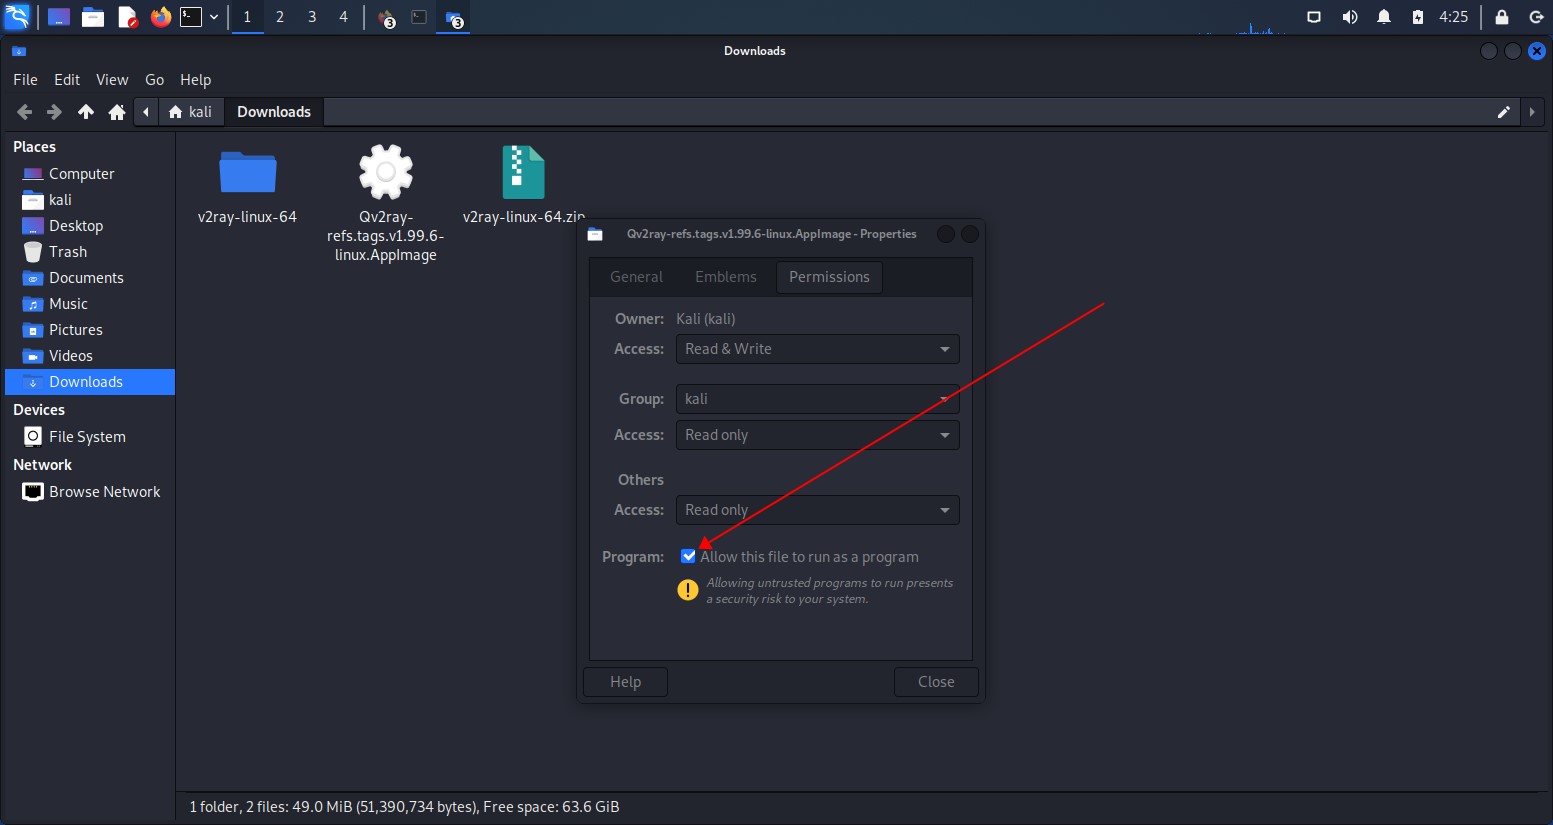 1 2 3 4 3 3 4:25
Downloads
File Edit View Go Help
kali Downloads
Places
Computer
kali
Desktop
Trash
Documents
Music
Pictures
Videos
Downloads
Devices
File System
Network
Browse Network
v2ray-linux-64
Qv2ray-
refs.tags.v1.99.6-
linux.AppImage
v2ray-linux-64.zip
Qv2ray-refs.tags.v1.99.6-linux.AppImage - Properties
General Emblems Permissions
Owner: Kali (kali)
Access: Read & Write
Group: kali
Access: Read only
Others
Access: Read only
Program: Allow this file to run as a program
Allowing untrusted programs to run presents
a security risk to your system.
Help Close
1 folder, 2 files: 49.0 MiB (51,390,734 bytes), Free space: 63.6 GiB